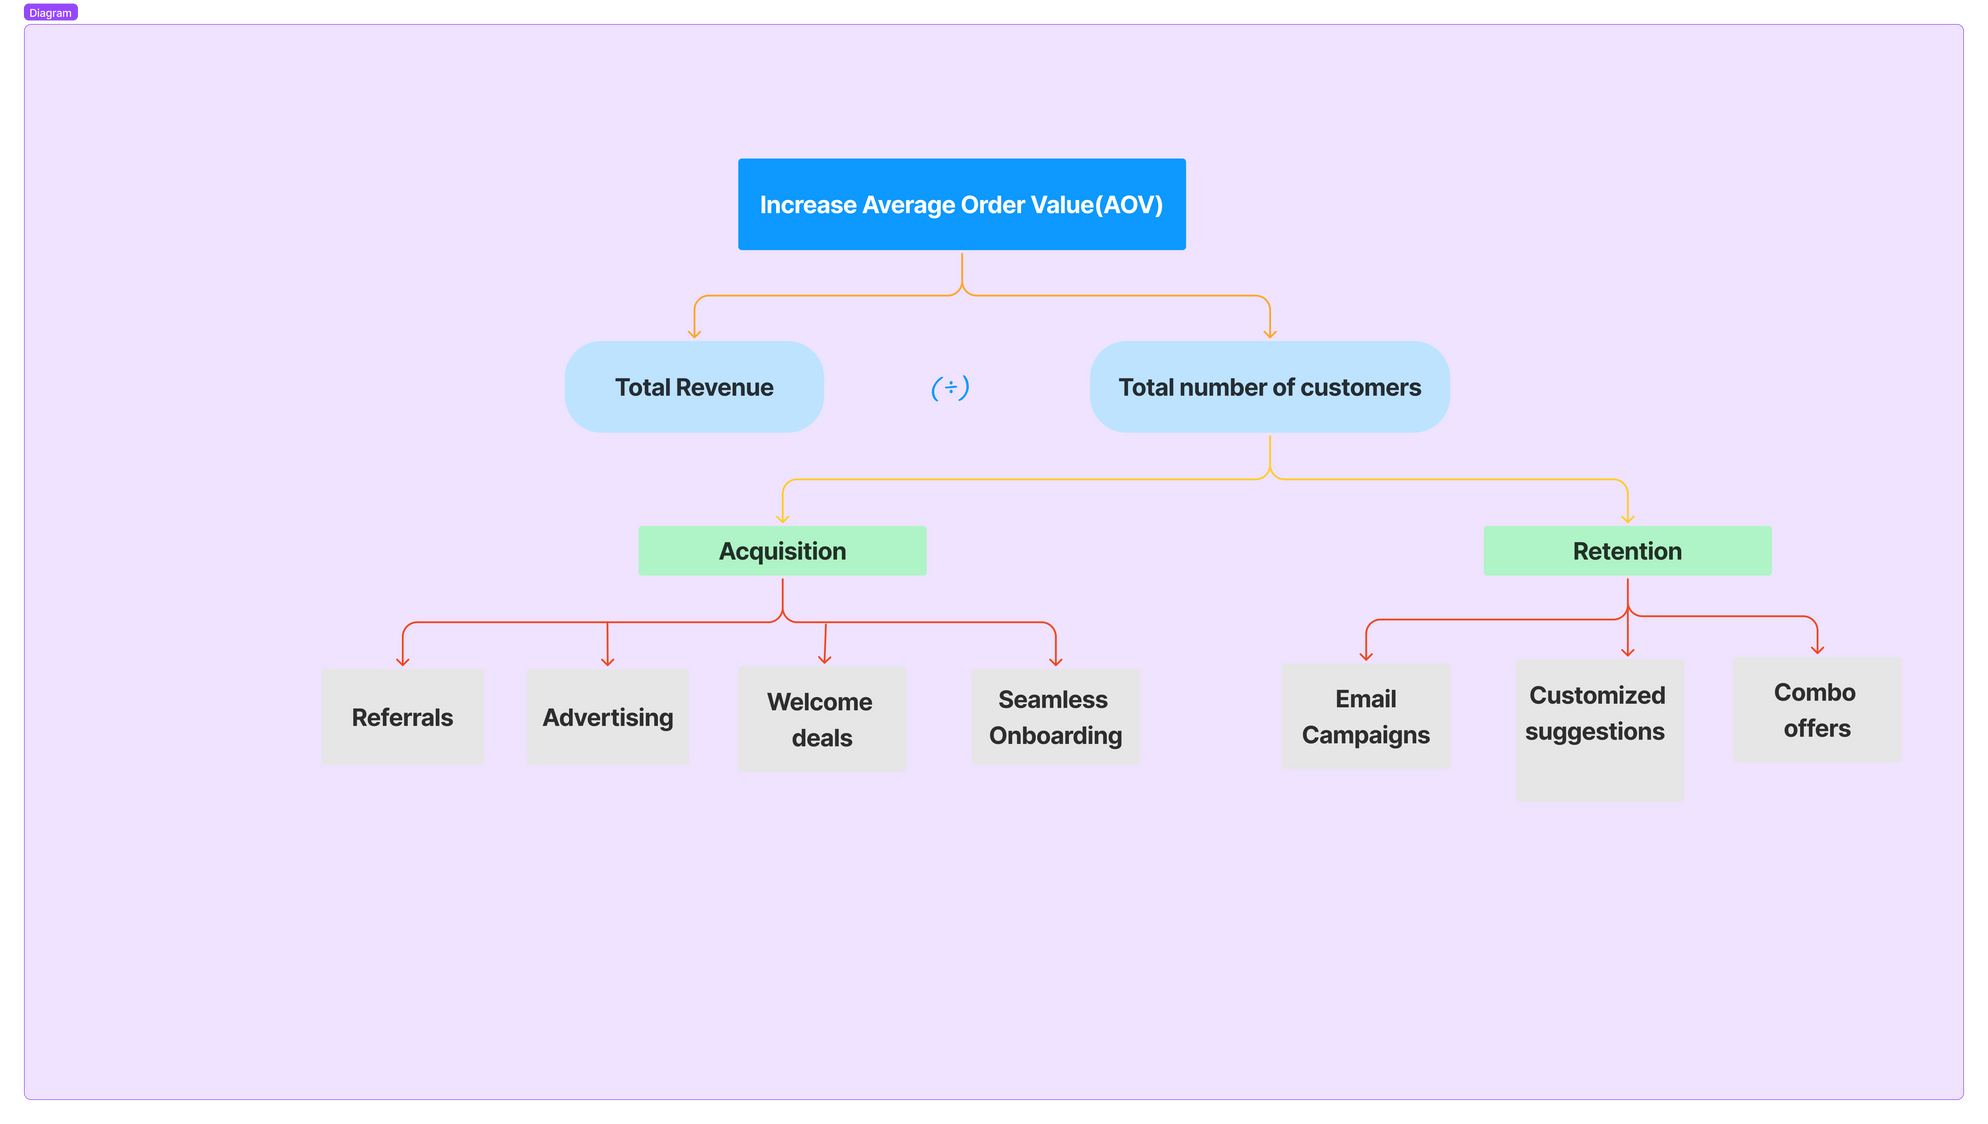 Diagram
Increase Average Order Value(AOV)
Total Revenue
(÷)
Total number of customers
Acquisition
Retention
Referrals
Advertising
Welcome
deals
Seamless
Onboarding
Email
Campaigns
Customized
suggestions
Combo
offers